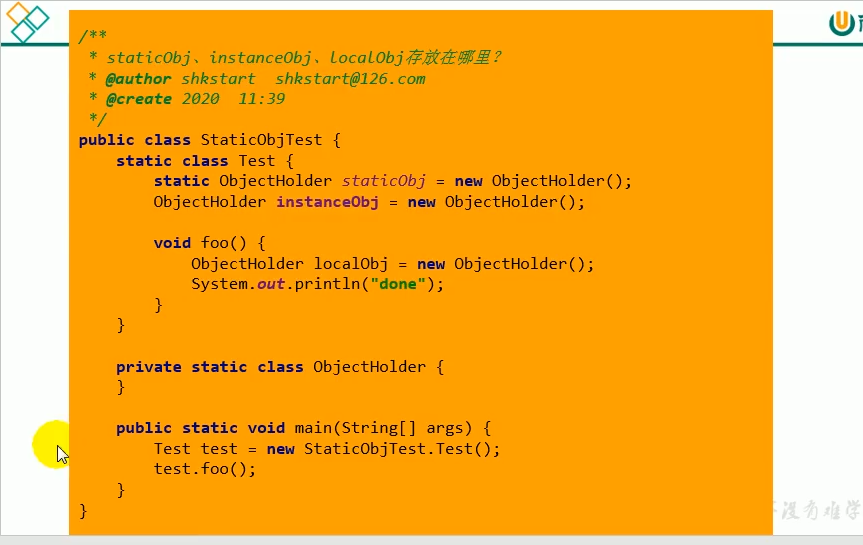 /**
 * staticObj、instanceObj、localObj存放在哪里？
 * @author shkstart  shkstart@126.com
 * @create 2020  11:39
 */
public class StaticObjTest {
    static class Test {
        static ObjectHolder staticObj = new ObjectHolder();
        ObjectHolder instanceObj = new ObjectHolder();

        void foo() {
            ObjectHolder localObj = new ObjectHolder();
            System.out.println("done");
        }
    }

    private static class ObjectHolder {
    }

    public static void main(String[] args) {
        Test test = new StaticObjTest.Test();
        test.foo();
    }
}
没有难学